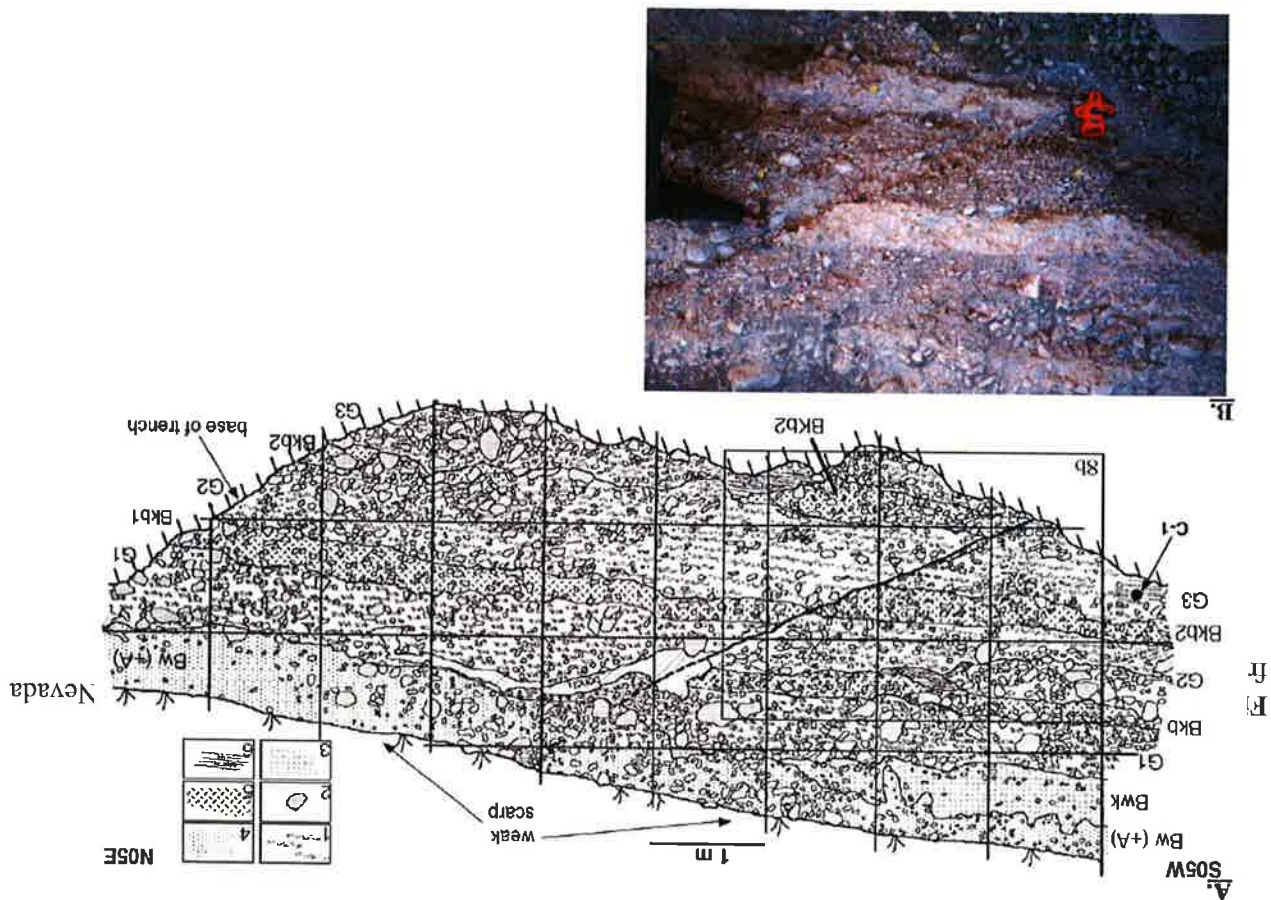 A.
S05W
N05E
1 m
weak
scarp
1
4
2
5
3
6
Nevada
Bw (+A)
Bwk
G1
Bkb
G2
BKb2
G3
C-1
8b
BKb2
Bw (+A)
G1
Bkb1
G2
BKb2
G3
base of trench
B.
fr